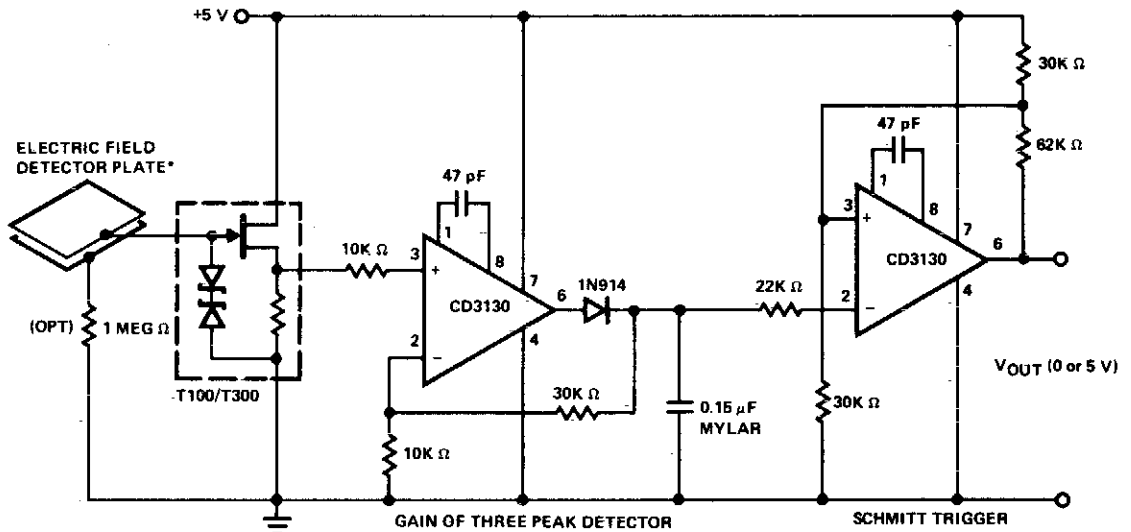 +5 V
30K Ω
ELECTRIC FIELD
DETECTOR PLATE*
47 pF
47 pF
62K Ω
1
8
1
8
3
+
7
6
10K Ω
3
+
7
1N914
CD3130
CD3130
6
22K Ω
2
−
4
(OPT)
1 MEG Ω
2
−
4
VOUT (0 or 5 V)
T100/T300
30K Ω
0.15 μF
MYLAR
30K Ω
10K Ω
GAIN OF THREE PEAK DETECTOR
SCHMITT TRIGGER